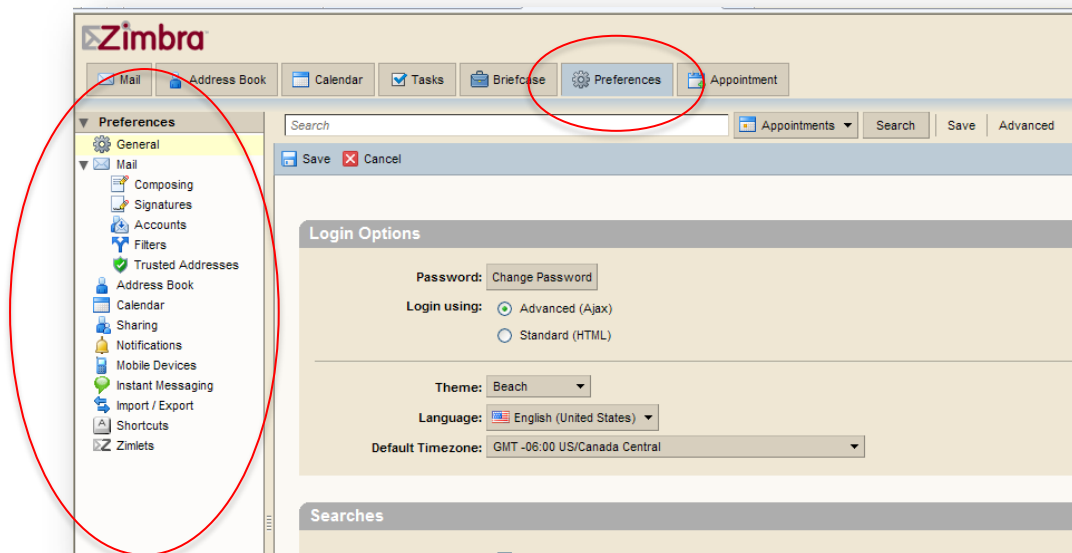 Zimbra
Mail Address Book Calendar Tasks Briefcase Preferences Appointment
Preferences
General
Mail
Composing
Signatures
Accounts
Filters
Trusted Addresses
Address Book
Calendar
Sharing
Notifications
Mobile Devices
Instant Messaging
Import / Export
Shortcuts
Zimlets
Search Appointments Search Save Advanced
Save Cancel
Login Options
Password: Change Password
Login using: Advanced (Ajax)
Standard (HTML)
Theme: Beach
Language: English (United States)
Default Timezone: GMT -06:00 US/Canada Central
Searches